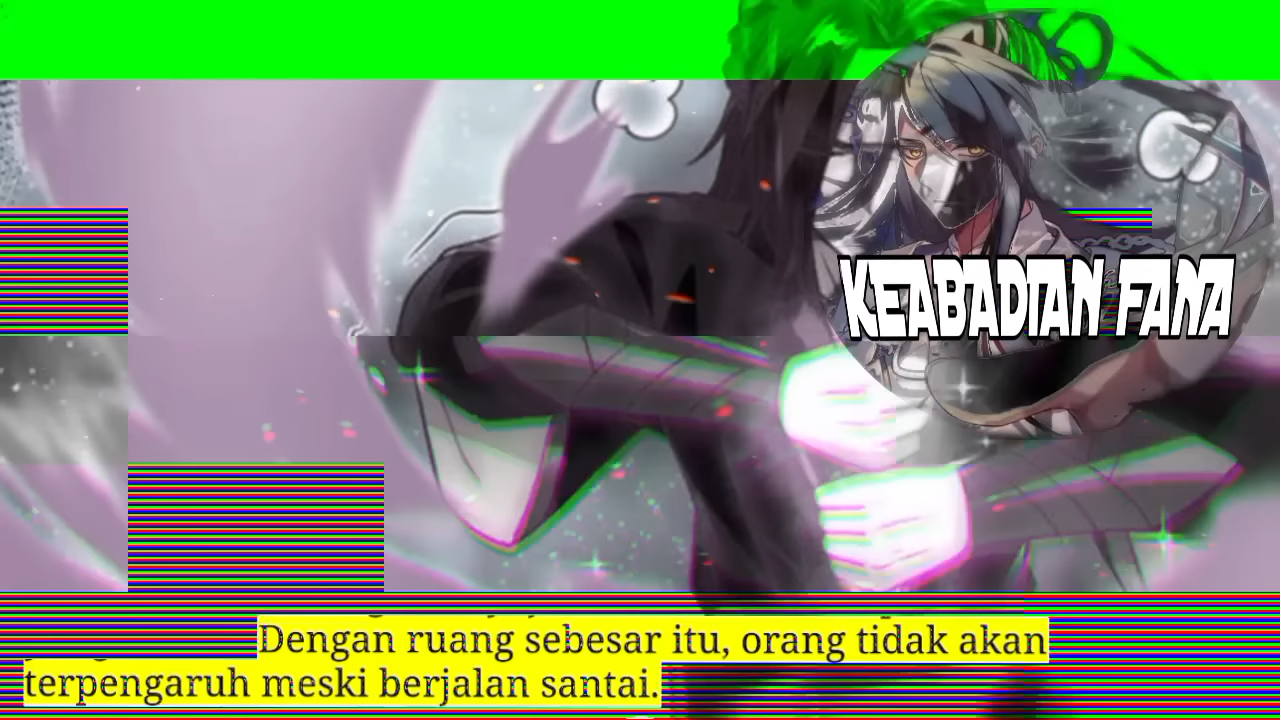 KEABADIAN FANA
Dengan ruang sebesar itu, orang tidak akan
terpengaruh meski berjalan santai.